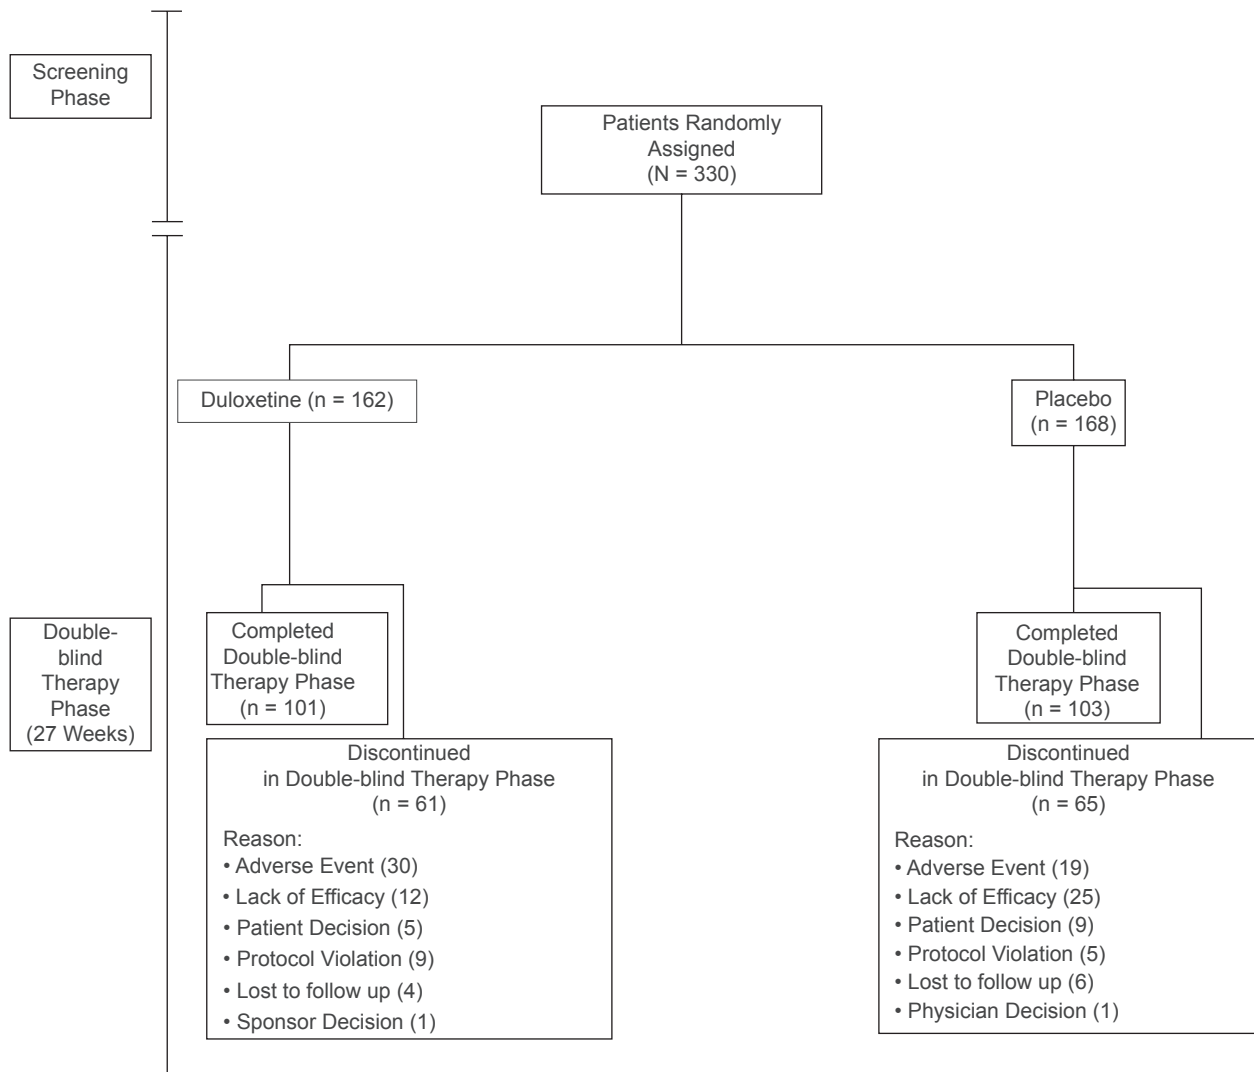 Screening
Phase
Patients Randomly
Assigned
(N = 330)
Duloxetine (n = 162)
Placebo
(n = 168)
Double-
blind
Therapy
Phase
(27 Weeks)
Completed
Double-blind
Therapy Phase
(n = 101)
Completed
Double-blind
Therapy Phase
(n = 103)
Discontinued
in Double-blind Therapy Phase
(n = 61)
Reason:
• Adverse Event (30)
• Lack of Efficacy (12)
• Patient Decision (5)
• Protocol Violation (9)
• Lost to follow up (4)
• Sponsor Decision (1)
Discontinued
in Double-blind Therapy Phase
(n = 65)
Reason:
• Adverse Event (19)
• Lack of Efficacy (25)
• Patient Decision (9)
• Protocol Violation (5)
• Lost to follow up (6)
• Physician Decision (1)